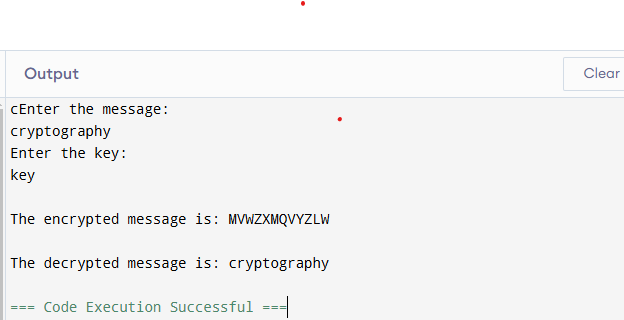 Output
Clear
cEnter the message:
cryptography
Enter the key:
key
The encrypted message is: MVWZXMQVYZLW
The decrypted message is: cryptography
=== Code Execution Successful ===